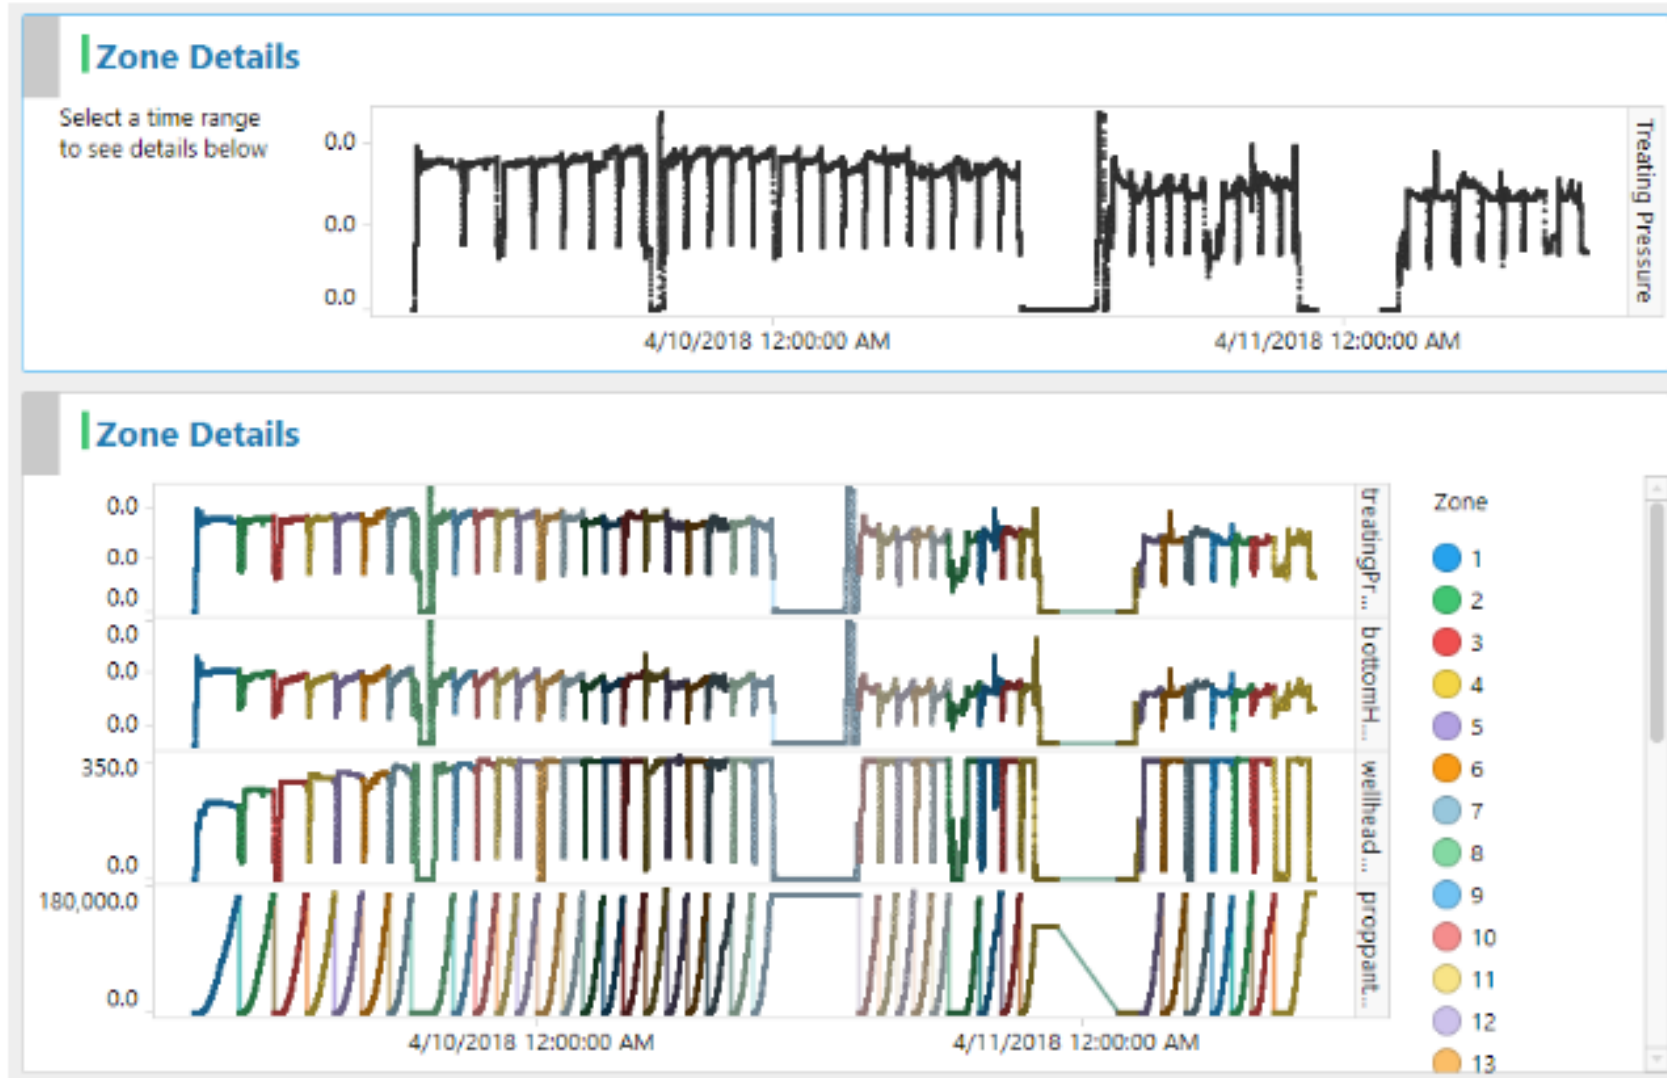 Zone Details
Select a time range
to see details below
0.0
0.0
0.0
Treating Pressure
4/10/2018 12:00:00 AM
4/11/2018 12:00:00 AM
Zone Details
0.0
0.0
0.0
treatingPr...
0.0
0.0
0.0
bottomH...
350.0
0.0
wellhead...
180,000.0
0.0
proppant...
4/10/2018 12:00:00 AM
4/11/2018 12:00:00 AM
Zone
1
2
3
4
5
6
7
8
9
10
11
12
13